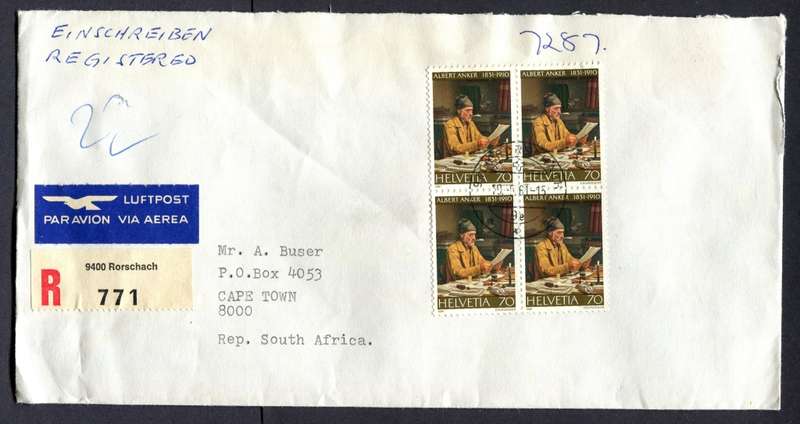 EINSCHREIBEN
REGISTERED
7287.
ALBERT ANKER 1831-1910
HELVETIA 70
ALBERT ANKER 1831-1910
HELVETIA 70
ALBERT ANKER 1831-1910
HELVETIA 70
ALBERT ANKER 1831-1910
HELVETIA 70
LUFTPOST
PAR AVION VIA AEREA
R
9400 Rorschach
771
Mr. A. Buser
P.O.Box 4053
CAPE TOWN
8000
Rep. South Africa.